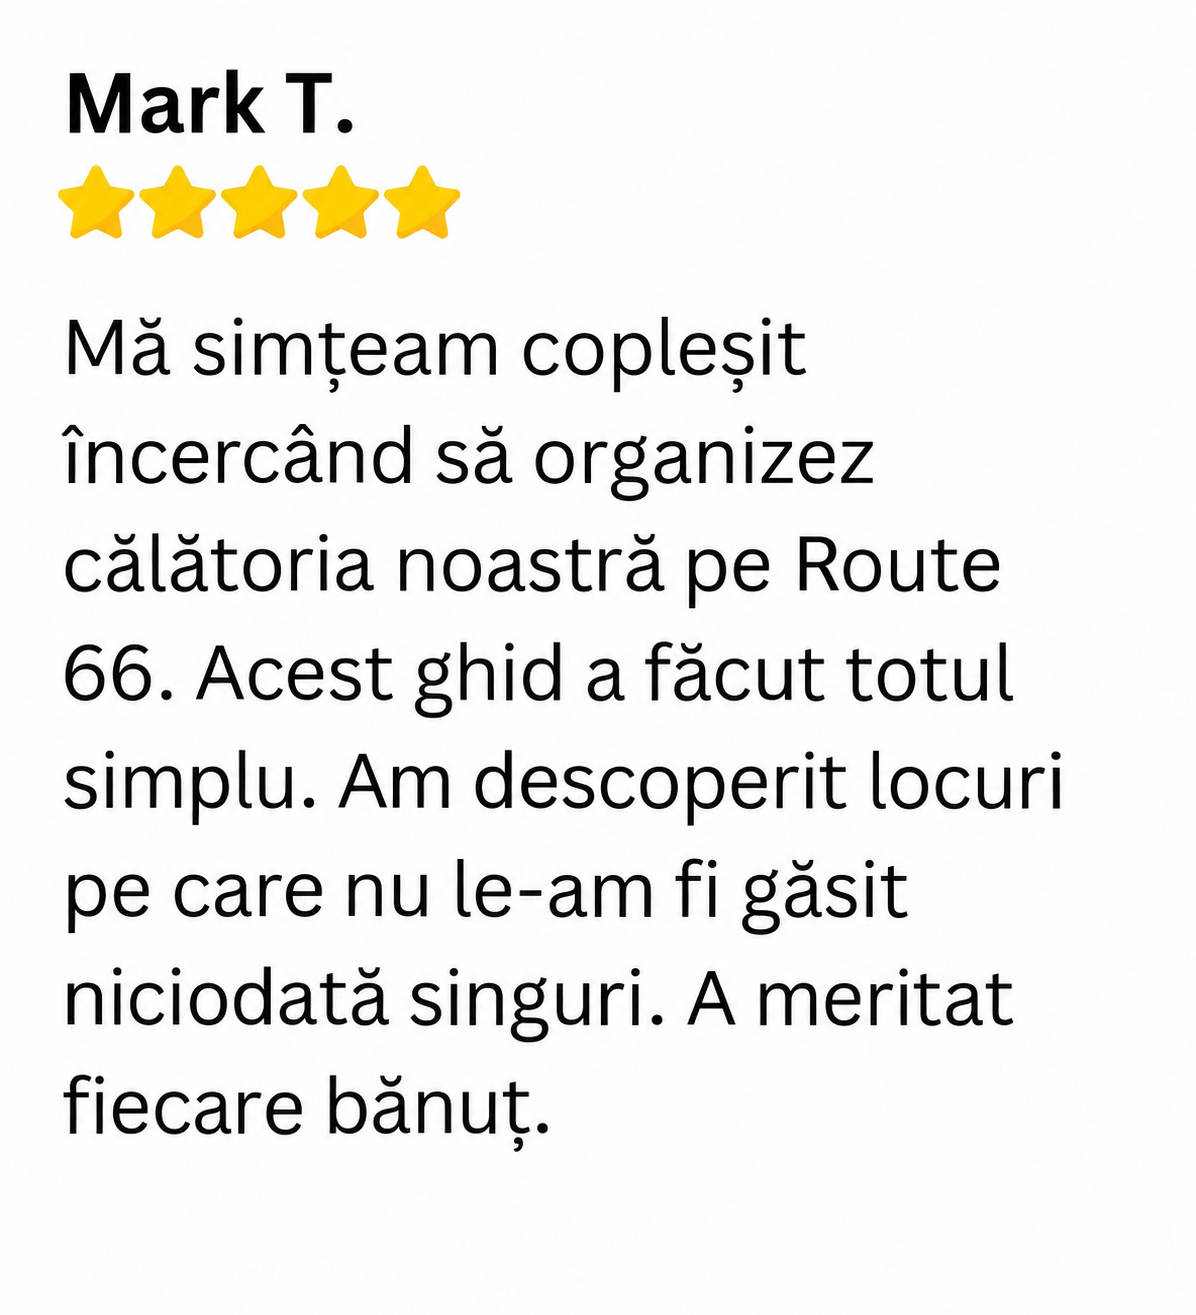 Mark T.
⭐⭐⭐⭐⭐
Mă simțeam copleșit
încercând să organizez
călătoria noastră pe Route
66. Acest ghid a făcut totul
simplu. Am descoperit locuri
pe care nu le-am fi găsit
niciodată singuri. A meritat
fiecare bănuț.